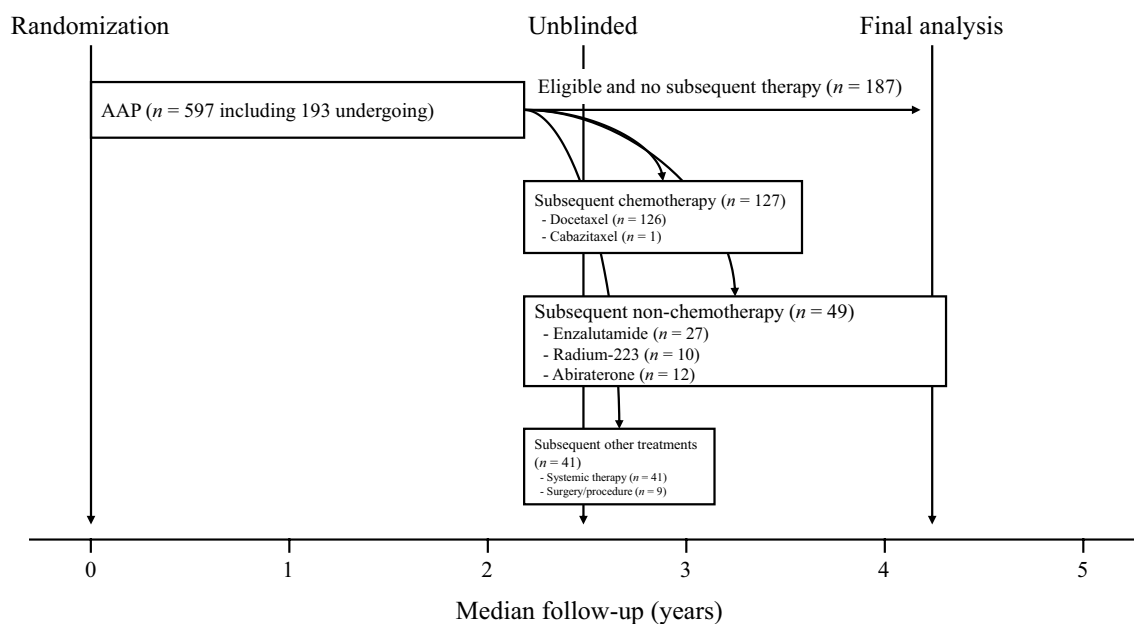 Randomization
Unblinded
Final analysis
AAP (n = 597 including 193 undergoing)
Eligible and no subsequent therapy (n = 187)
Subsequent chemotherapy (n = 127)
- Docetaxel (n = 126)
- Cabazitaxel (n = 1)
Subsequent non-chemotherapy (n = 49)
- Enzalutamide (n = 27)
- Radium-223 (n = 10)
- Abiraterone (n = 12)
Subsequent other treatments
(n = 41)
- Systemic therapy (n = 41)
- Surgery/procedure (n = 9)
0 1 2 3 4 5
Median follow-up (years)